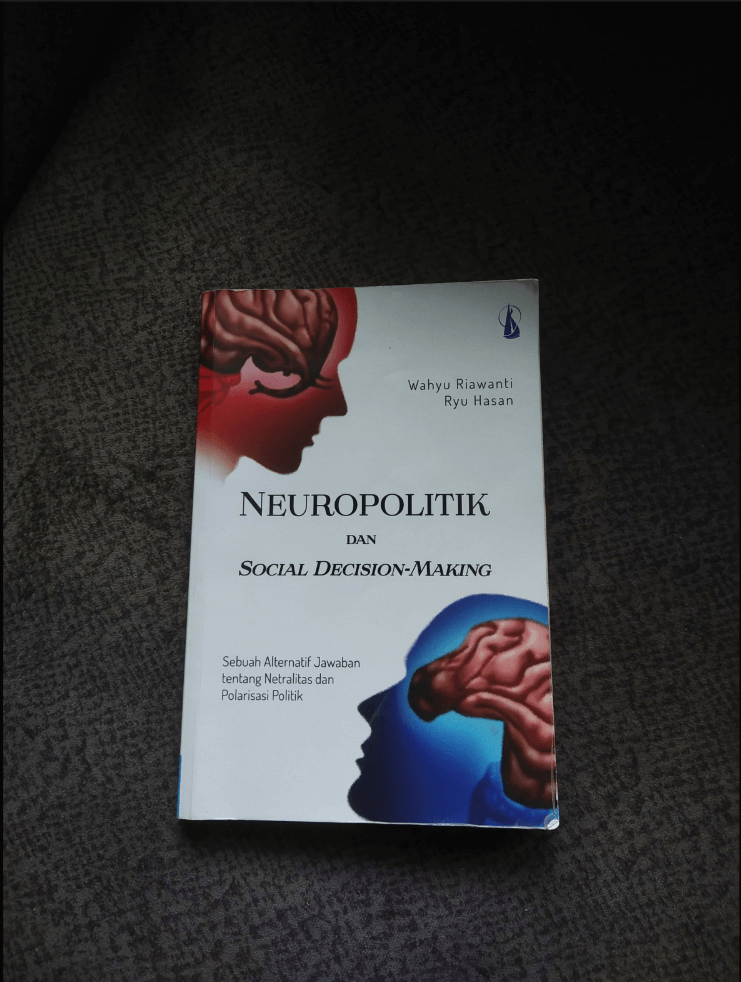 Wahyu Riawanti
Ryu Hasan
NEUROPOLITIK
DAN
SOCIAL DECISION-MAKING
Sebuah Alternatif Jawaban
tentang Netralitas dan
Polarisasi Politik